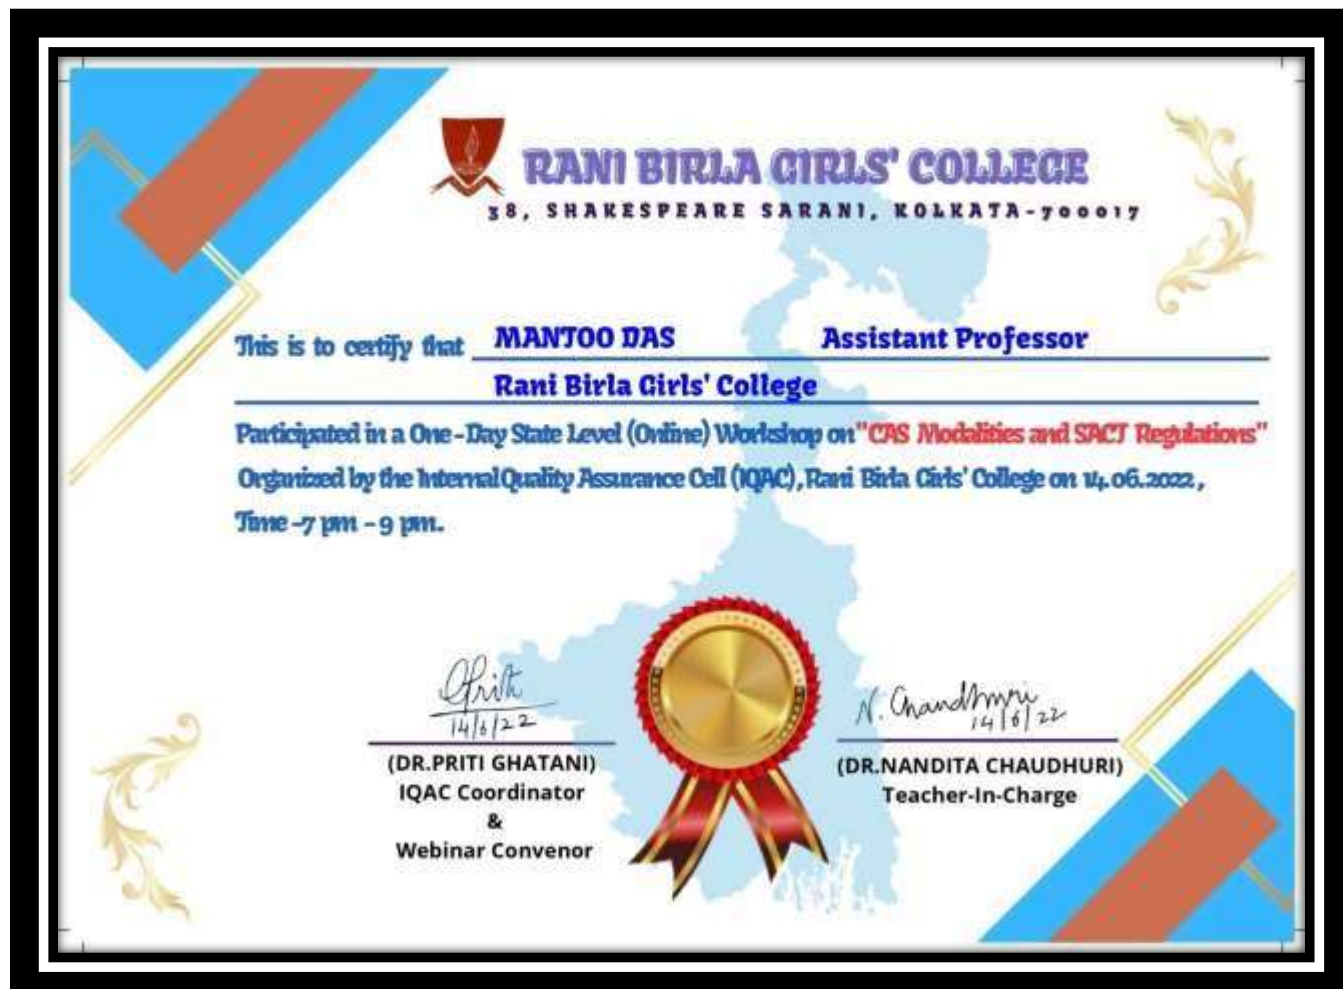 RANI BIRLA GIRLS' COLLEGE
38, SHAKESPEARE SARANI, KOLKATA-700017
This is to certify that MANTOO DAS Assistant Professor
Rani Birla Girls' College
Participated in a One-Day State Level (Online) Workshop on "CAS Modalities and SACT Regulations"
Organized by the Internal Quality Assurance Cell (IQAC), Rani Birla Girls' College on 14.06.2022,
Time -7 pm - 9 pm.
14/6/22
N. Chaudhuri
14/6/22
(DR.PRITI GHATANI)
IQAC Coordinator
&
Webinar Convenor
(DR.NANDITA CHAUDHURI)
Teacher-In-Charge